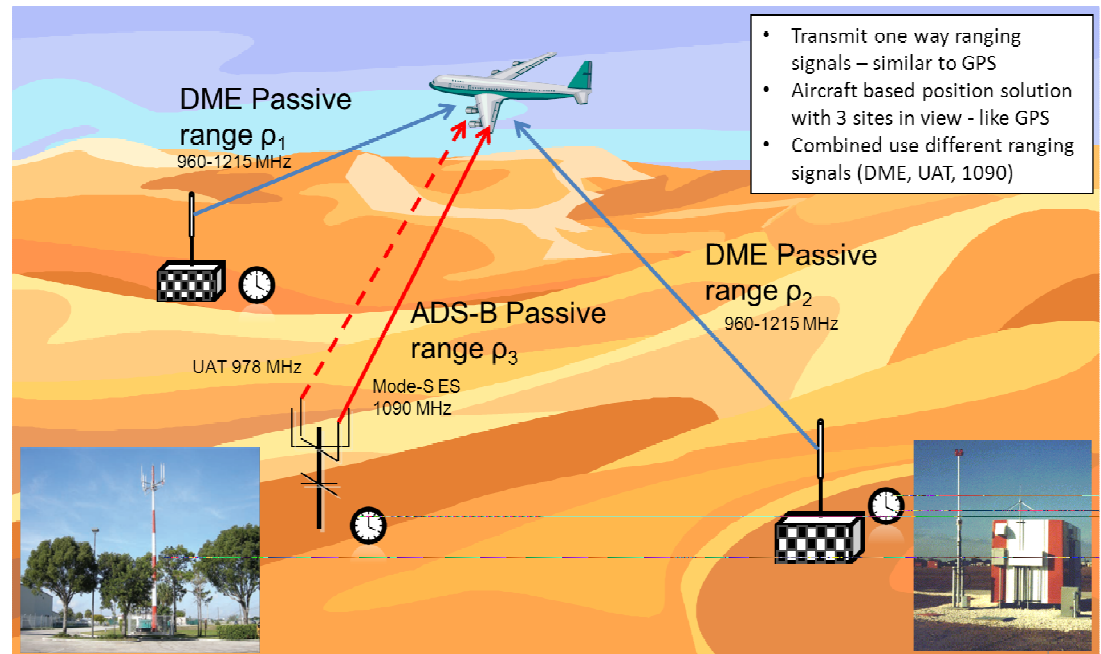 • Transmit one way ranging
signals – similar to GPS
• Aircraft based position solution
with 3 sites in view - like GPS
• Combined use different ranging
signals (DME, UAT, 1090)
DME Passive
range ρ1
960-1215 MHz
DME Passive
range ρ2
960-1215 MHz
ADS-B Passive
range ρ3
UAT 978 MHz
Mode-S ES
1090 MHz